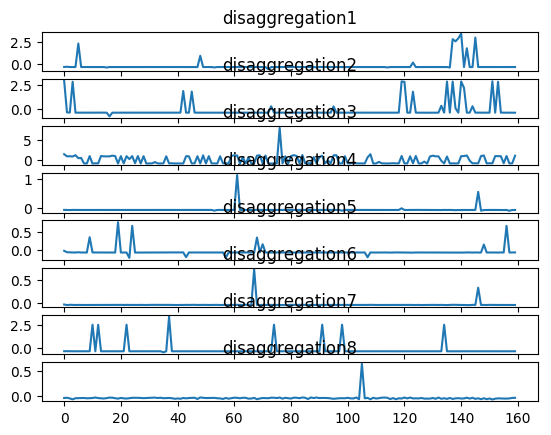 disaggregation1
2.5
0.0
disaggregation2
2.5
0.0
disaggregation3
5
0
disaggregation4
1
0
disaggregation5
0.5
0.0
disaggregation6
0.5
0.0
disaggregation7
2.5
0.0
disaggregation8
0.5
0.0
0 20 40 60 80 100 120 140 160